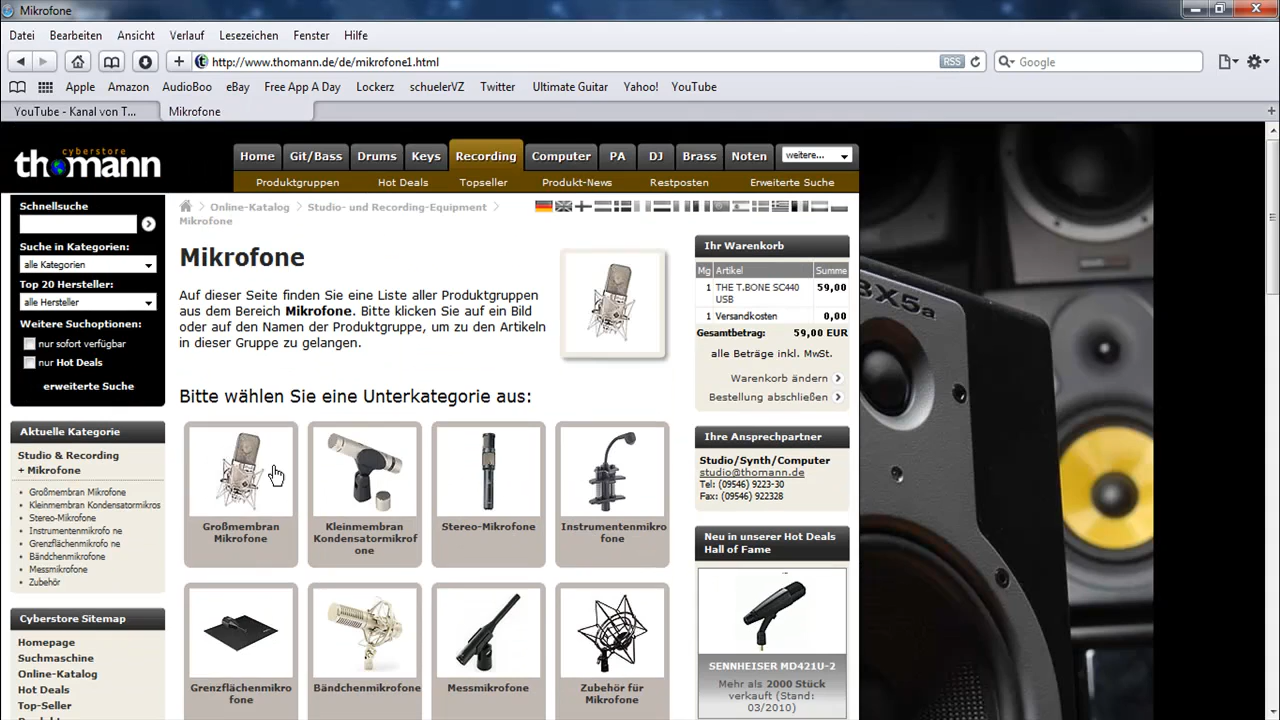 Mikrofone
Datei Bearbeiten Ansicht Verlauf Lesezeichen Fenster Hilfe
http://www.thomann.de/de/mikrofone1.html RSS Google
Apple Amazon AudioBoo eBay Free App A Day Lockerz schuelerVZ Twitter Ultimate Guitar Yahoo! YouTube
YouTube - Kanal von T... Mikrofone
cyberstore
thomann
Home Git/Bass Drums Keys Recording Computer PA DJ Brass Noten weitere...
Produktgruppen Hot Deals Topseller Produkt-News Restposten Erweiterte Suche
Schnellsuche
Suche in Kategorien:
alle Kategorien
Top 20 Hersteller:
alle Hersteller
Weitere Suchoptionen:
nur sofort verfügbar
nur Hot Deals
erweiterte Suche
Aktuelle Kategorie
Studio & Recording
+ Mikrofone
Großmembran Mikrofone
Kleinmembran Kondensatormikros
Stereo-Mikrofone
Instrumentenmikrofo ne
Grenzflächenmikrofo ne
Bändchenmikrofone
Messmikrofone
Zubehör
Cyberstore Sitemap
Homepage
Suchmaschine
Online-Katalog
Hot Deals
Top-Seller
Online-Katalog Studio- und Recording-Equipment
Mikrofone
Mikrofone
Auf dieser Seite finden Sie eine Liste aller Produktgruppen
aus dem Bereich Mikrofone. Bitte klicken Sie auf ein Bild
oder auf den Namen der Produktgruppe, um zu den Artikeln
in dieser Gruppe zu gelangen.
Bitte wählen Sie eine Unterkategorie aus:
Großmembran
Mikrofone
Kleinmembran
Kondensatormikrof
one
Stereo-Mikrofone
Instrumentenmikro
fone
Grenzflächenmikro
fone
Bändchenmikrofone
Messmikrofone
Zubehör für
Mikrofone
Ihr Warenkorb
Mg Artikel Summe
1 THE T.BONE SC440 59,00
USB
1 Versandkosten 0,00
Gesamtbetrag: 59,00 EUR
alle Beträge inkl. MwSt.
Warenkorb ändern
Bestellung abschließen
Ihre Ansprechpartner
Studio/Synth/Computer
studio@thomann.de
Tel: (09546) 9223-30
Fax: (09546) 922328
Neu in unserer Hot Deals
Hall of Fame
SENNHEISER MD421U-2
Mehr als 2000 Stück
verkauft (Stand:
03/2010)
BX5a